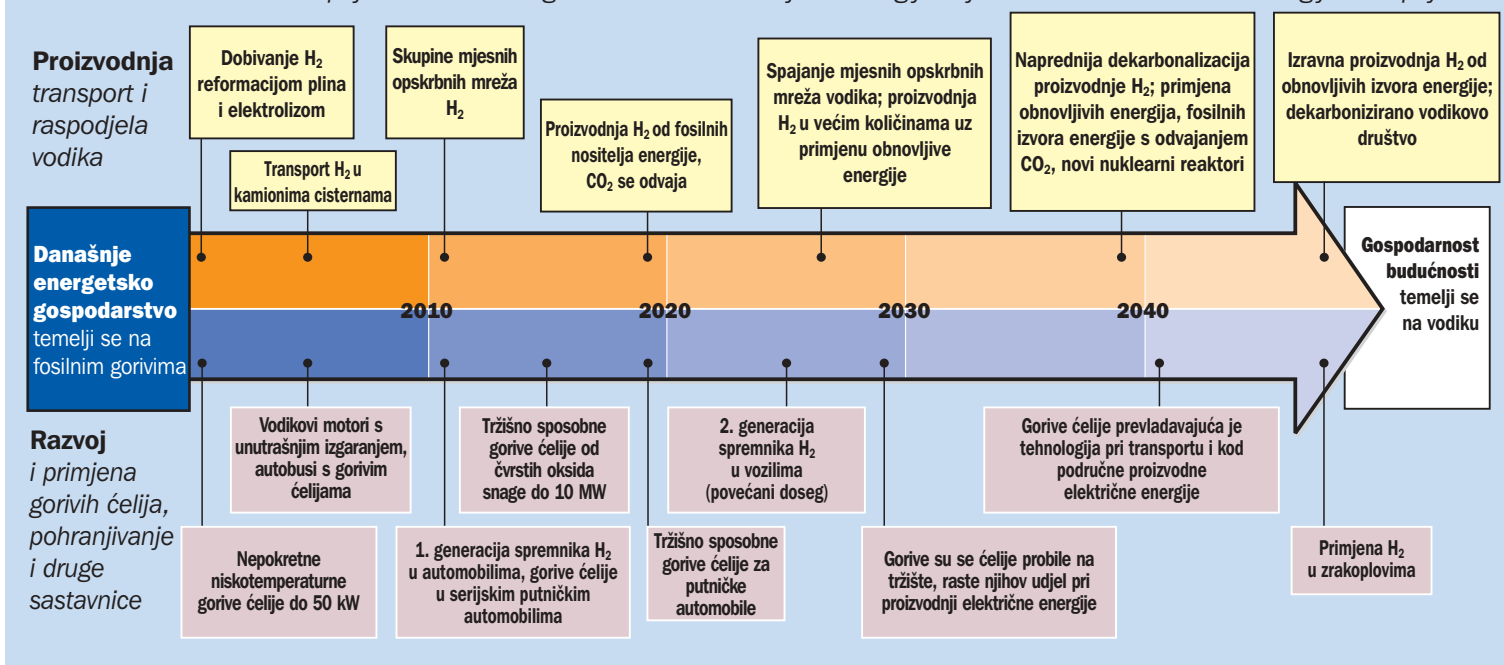 Proizvodnja
transport i
raspodjela
vodika
Dobivanje H₂
reformacijom plina
i elektrolizom
Transport H₂ u
kamionima cisternama
Skupine mjesnih
opskrbnih mreža
H₂
Proizvodnja H₂ od fosilnih
nositelja energije,
CO₂ se odvaja
Spajanje mjesnih opskrbnih
mreža vodika; proizvodnja
H₂ u većim količinama uz
primjenu obnovljive
energije
Naprednija dekarbonalizacija
proizvodnje H₂; primjena
obnovljivih energija, fosilnih
izvora energije s odvajanjem
CO₂, novi nuklearni reaktori
Izravna proizvodnja H₂ od
obnovljivih izvora energije;
dekarbonizirano vodikovo
društvo
Današnje
energetsko
gospodarstvo
temelji se na
fosilnim gorivima
2010
2020
2030
2040
Gospodarnost
budućnosti
temelji se
na vodiku
Razvoj
i primjena
gorivih ćelija,
pohranjivanje
i druge
sastavnice
Nepokretne
niskotemperaturne
gorive ćelije do 50 kW
Vodikovi motori s
unutrašnjim izgaranjem,
autobusi s gorivim
ćelijama
1. generacija spremnika H₂
u automobilima, gorive ćelije
u serijskim putničkim
automobilima
Tržišno sposobne
gorive ćelije od
čvrstih oksida
snage do 10 MW
Tržišno sposobne
gorive ćelije za
putničke
automobile
2. generacija
spremnika H₂
u vozilima
(povećani doseg)
Gorive su se ćelije probile na
tržište, raste njihov udjel pri
proizvodnji električne energije
Gorive ćelije prevladavajuća je
tehnologija pri transportu i kod
područne proizvodne
električne energije
Primjena H₂
u zrakoplovima